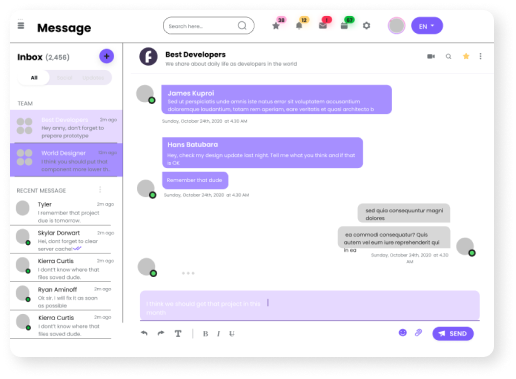 Message
Search here...
38
12
1
67
EN
Inbox (2,456)
+
All
TEAM
Best Developers 2m ago
Hey anny, don't forget to
prepare prototype
World Designer
I think you should put that
component more lower in...
RECENT MESSAGE
Tyler 2m ago
I remember that project
due is tomorrow.
Skylar Dorwart 2m ago
Hei, dont forget to clear
server cache!
Kierra Curtis 2m ago
I don't know where that
files saved dude.
Ryan Aminoff 2m ago
Ok sir. I will fix it as soon
as possible
Kierra Curtis 2m ago
I don't know where that
files saved dude.
f
Best Developers
We share about daily life as developers in the world
James Kuproi
Sed ut perspiciatis unde omnis iste natus error sit voluptatem accusantium
doloremque laudantium, totam rem aperiam, eaque veritatis et quasi architecto b
Sunday, October 24th, 2020 at 4.30 AM
Hans Batubara
Hey, check my design update last night. Tell me what you think and if that
is OK
Remember that dude
Sunday, October 24th, 2020 at 4.30 AM
sed quia consequuntur magni
dolores
ea commodi consequatur? Quis
autem vel eum iure reprehenderit qui
in ea
Sunday, October 24th, 2020 at 4.30
AM
I think we should get that project in this
month
T B I U
SEND